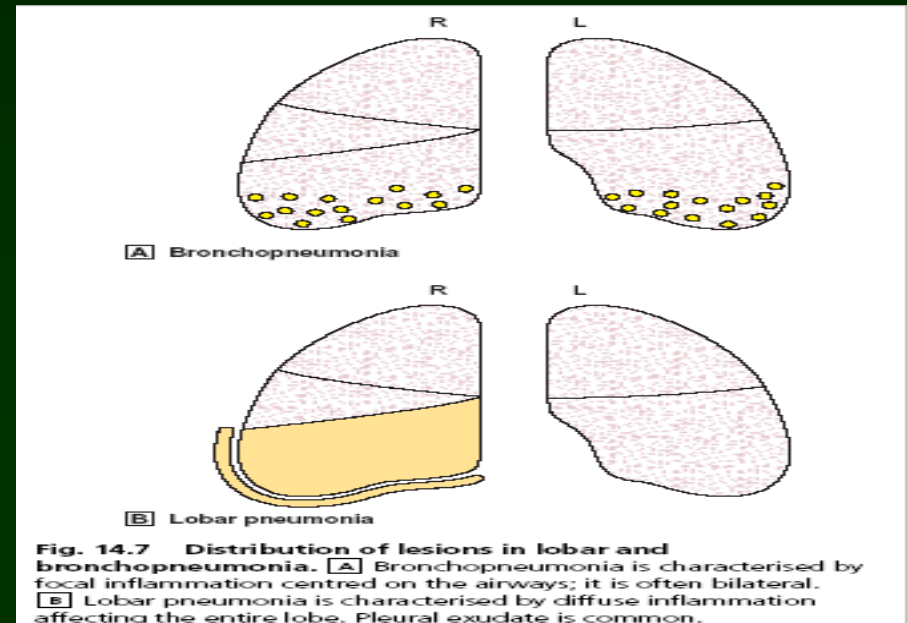 R L
A Bronchopneumonia
R L
B Lobar pneumonia
Fig. 14.7 Distribution of lesions in lobar and
bronchopneumonia. A Bronchopneumonia is characterised by
focal inflammation centred on the airways; it is often bilateral.
B Lobar pneumonia is characterised by diffuse inflammation
affecting the entire lobe. Pleural exudate is common.